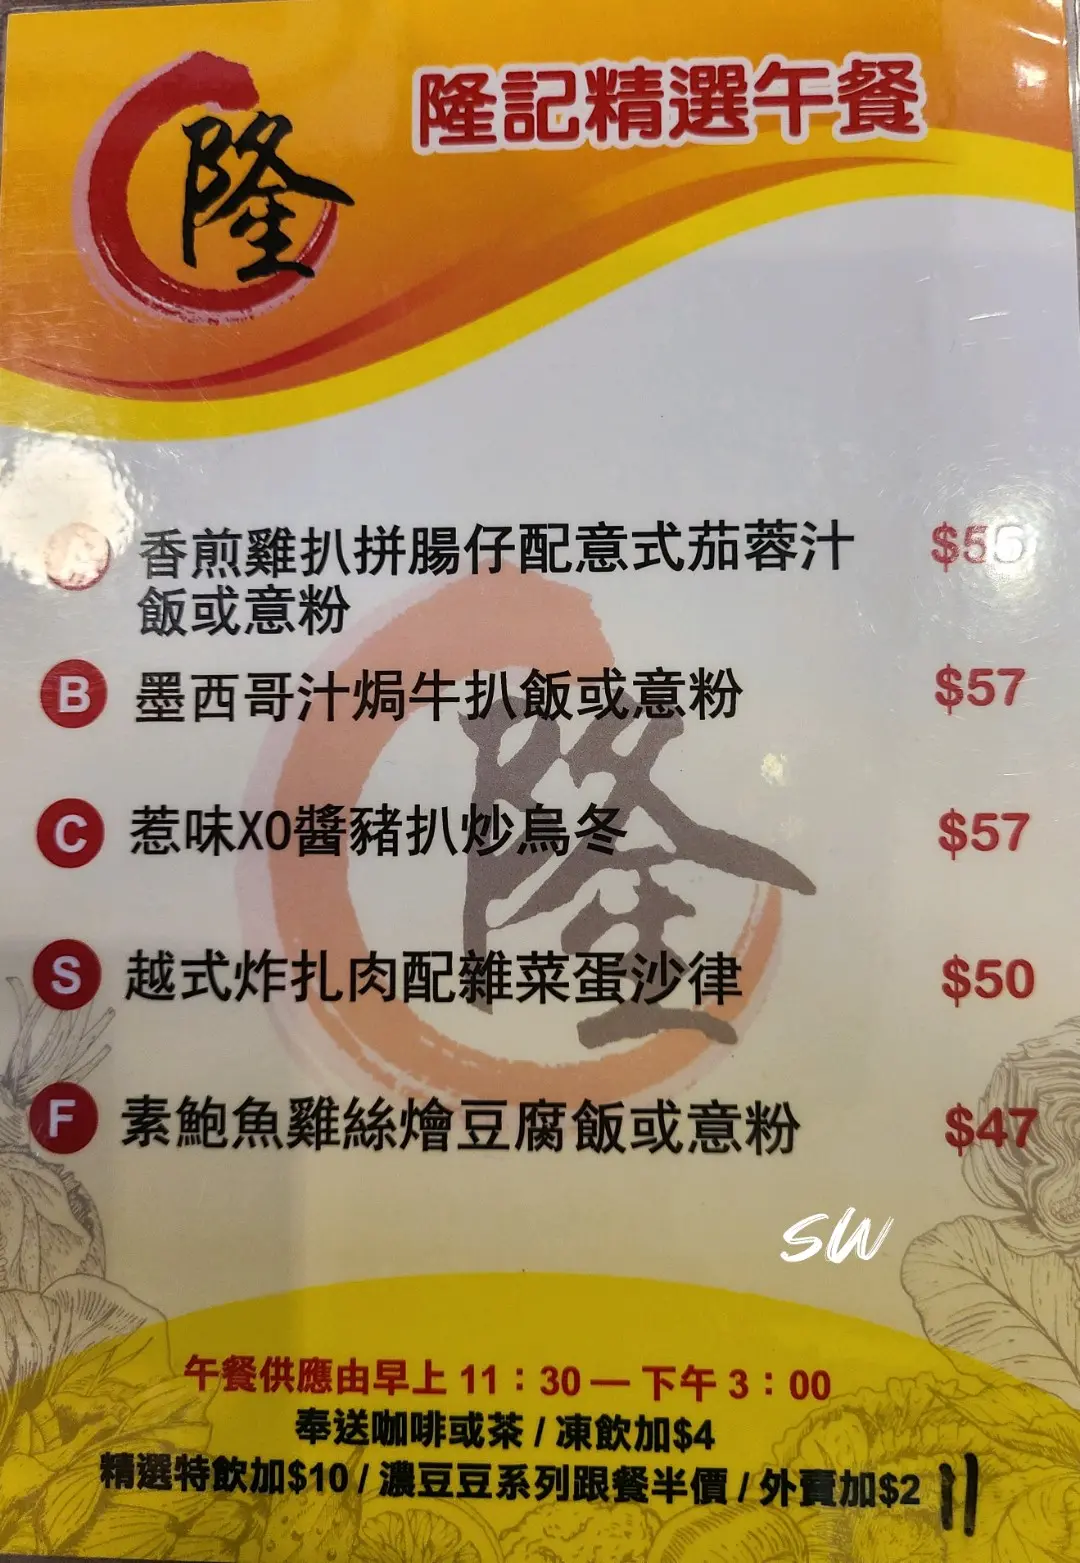 隆
隆記精選午餐
A 香煎雞扒拼腸仔配意式茄蓉汁
飯或意粉
B 墨西哥汁焗牛扒飯或意粉 $57
C 惹味XO醬豬扒炒烏冬 $57
隆
S 越式炸扎肉配雜菜蛋沙律 $50
F 素鮑魚雞絲燴豆腐飯或意粉 $47
SW
午餐供應由早上 11：30 — 下午 3：00
奉送咖啡或茶 / 凍飲加$4
精選特飲加$10 / 濃豆豆系列跟餐半價 / 外賣加$2 11